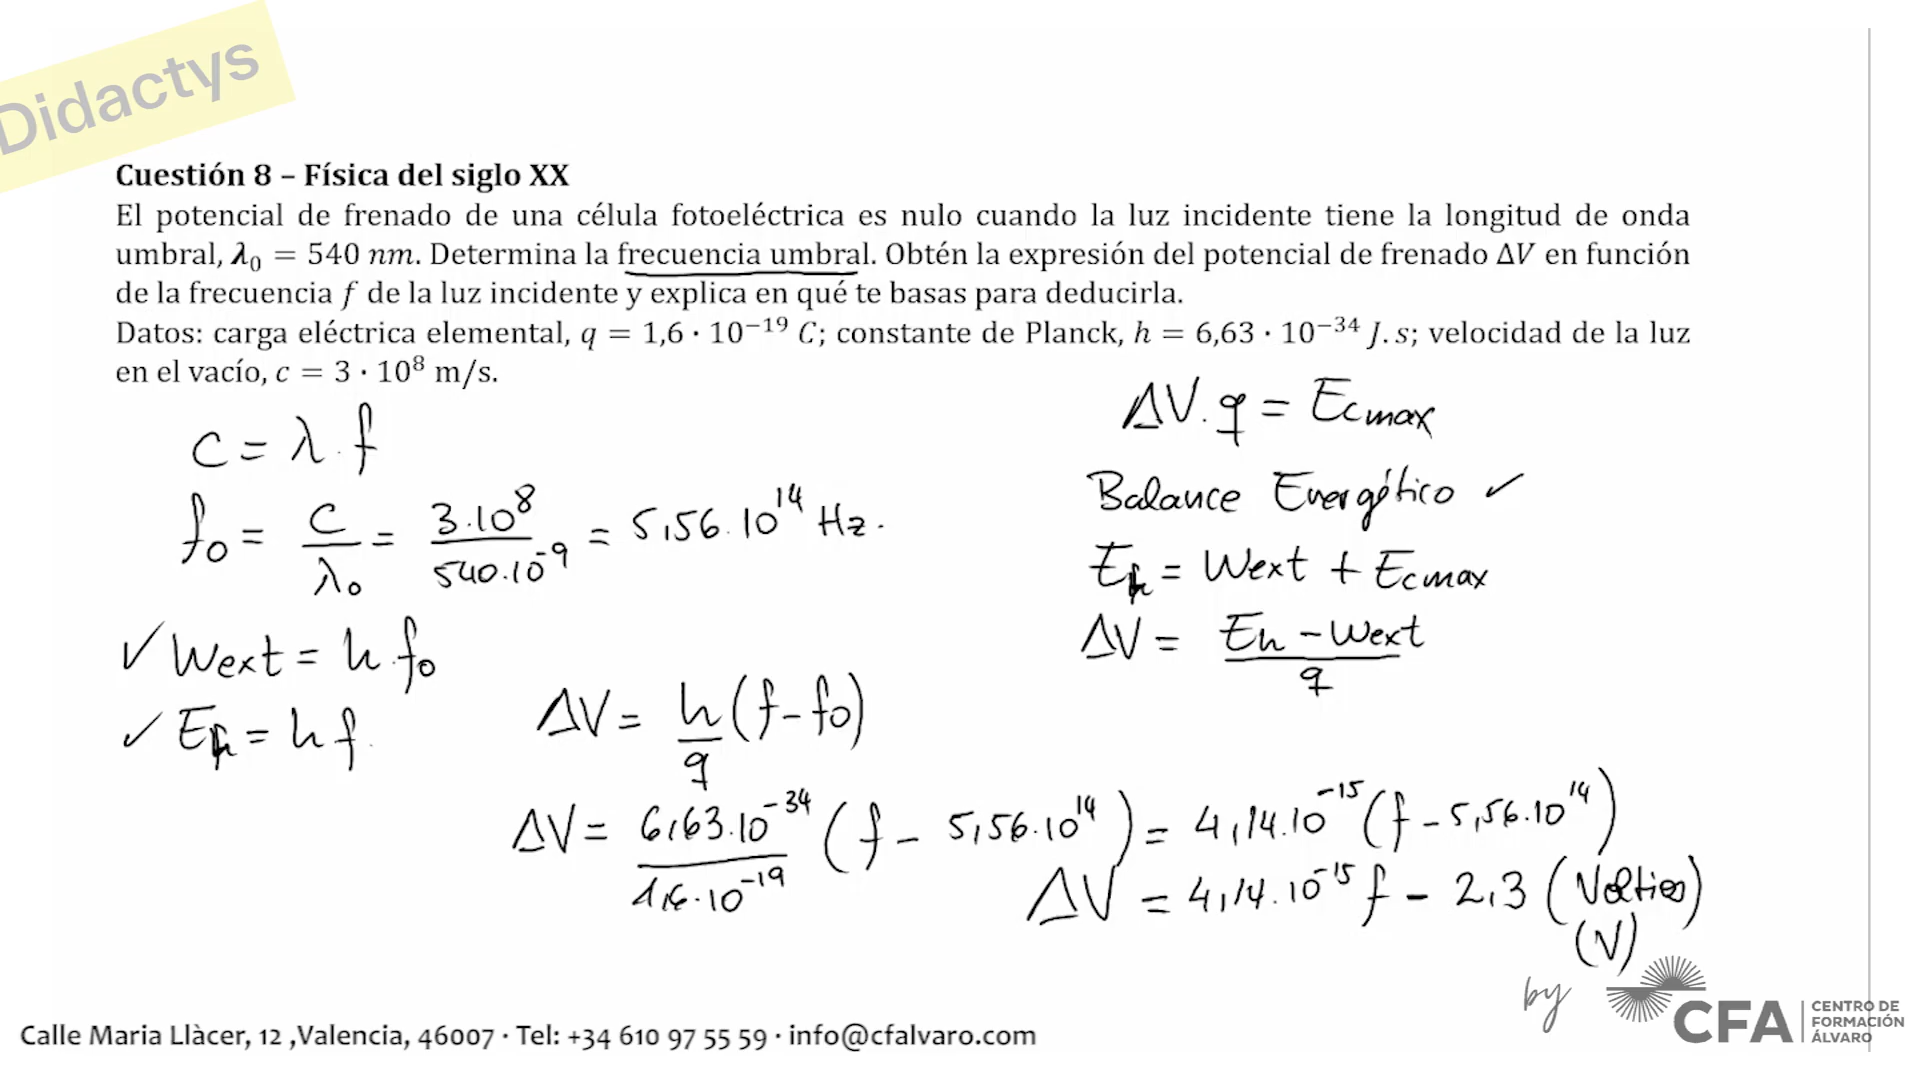 Didactys
Cuestión 8 – Física del siglo XX
El potencial de frenado de una célula fotoeléctrica es nulo cuando la luz incidente tiene la longitud de onda
umbral, λ₀ = 540 nm. Determina la frecuencia umbral. Obtén la expresión del potencial de frenado ΔV en función
de la frecuencia f de la luz incidente y explica en qué te basas para deducirla.
Datos: carga eléctrica elemental, q = 1,6 · 10⁻¹⁹ C; constante de Planck, h = 6,63 · 10⁻³⁴ J.s; velocidad de la luz
en el vacío, c = 3 · 10⁸ m/s.
C = λ.f
f₀ = C/λ₀ = 3.10⁸/540.10⁻⁹ = 5,56.10¹⁴ Hz.
✓ Wext = h.f₀
✓ Eh = h f.
ΔV.q = Ecmax
Balance Energético ✓
Eh = Wext + Ecmax
ΔV = (Eh - Wext)/q
ΔV = h/q (f - f₀)
ΔV = 6,63.10⁻³⁴/1,6.10⁻¹⁹ (f - 5,56.10¹⁴) = 4,14.10⁻¹⁵ (f - 5,56.10¹⁴)
ΔV = 4,14.10⁻¹⁵ f - 2,3 (Voltios)
(V)
by
CFA
CENTRO DE
FORMACIÓN
ÁLVARO
Calle Maria Llàcer, 12 ,Valencia, 46007 · Tel: +34 610 97 55 59 · info@cfalvaro.com